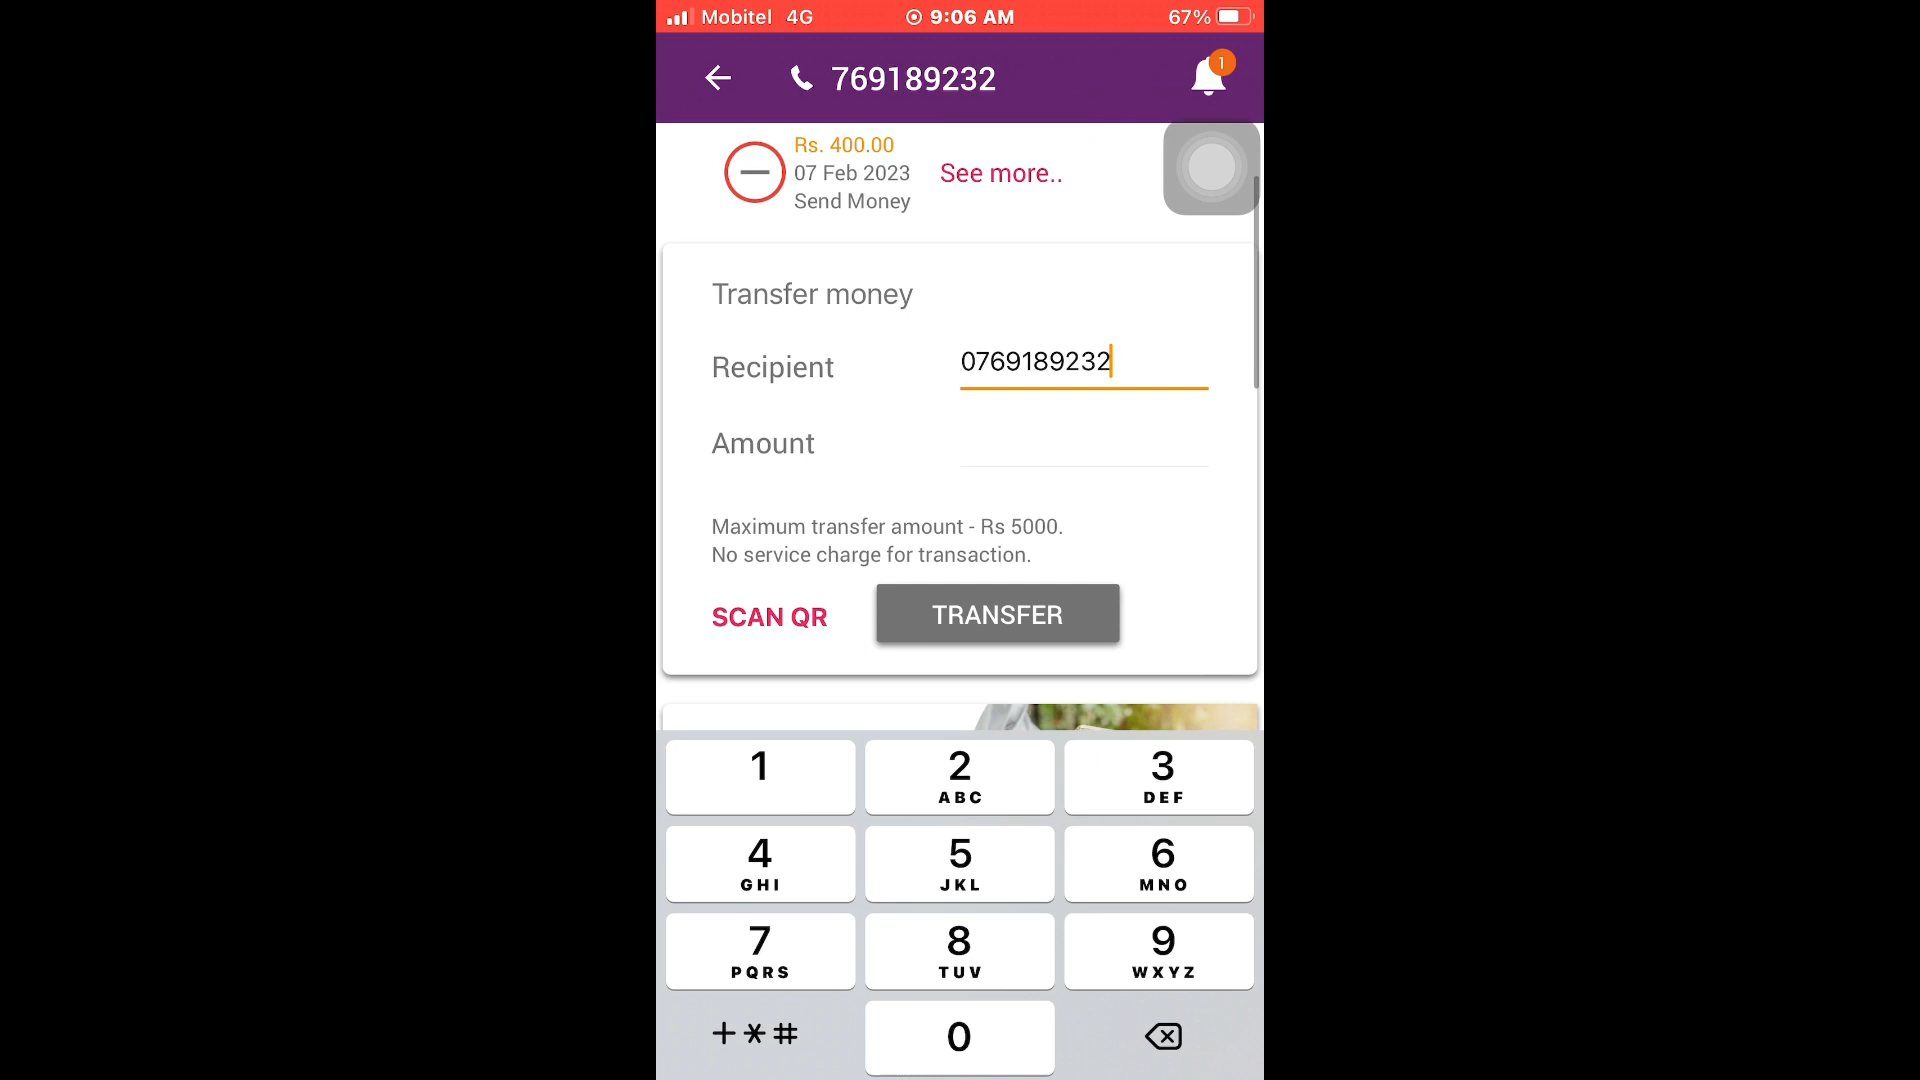 Mobitel 4G 9:06 AM 67%
769189232
1
Rs. 400.00
07 Feb 2023
Send Money
See more..
Transfer money
Recipient 0769189232
Amount
Maximum transfer amount - Rs 5000.
No service charge for transaction.
SCAN QR TRANSFER
1 2 3
ABC DEF
4 5 6
GHI JKL MNO
7 8 9
PQRS TUV WXYZ
+*# 0